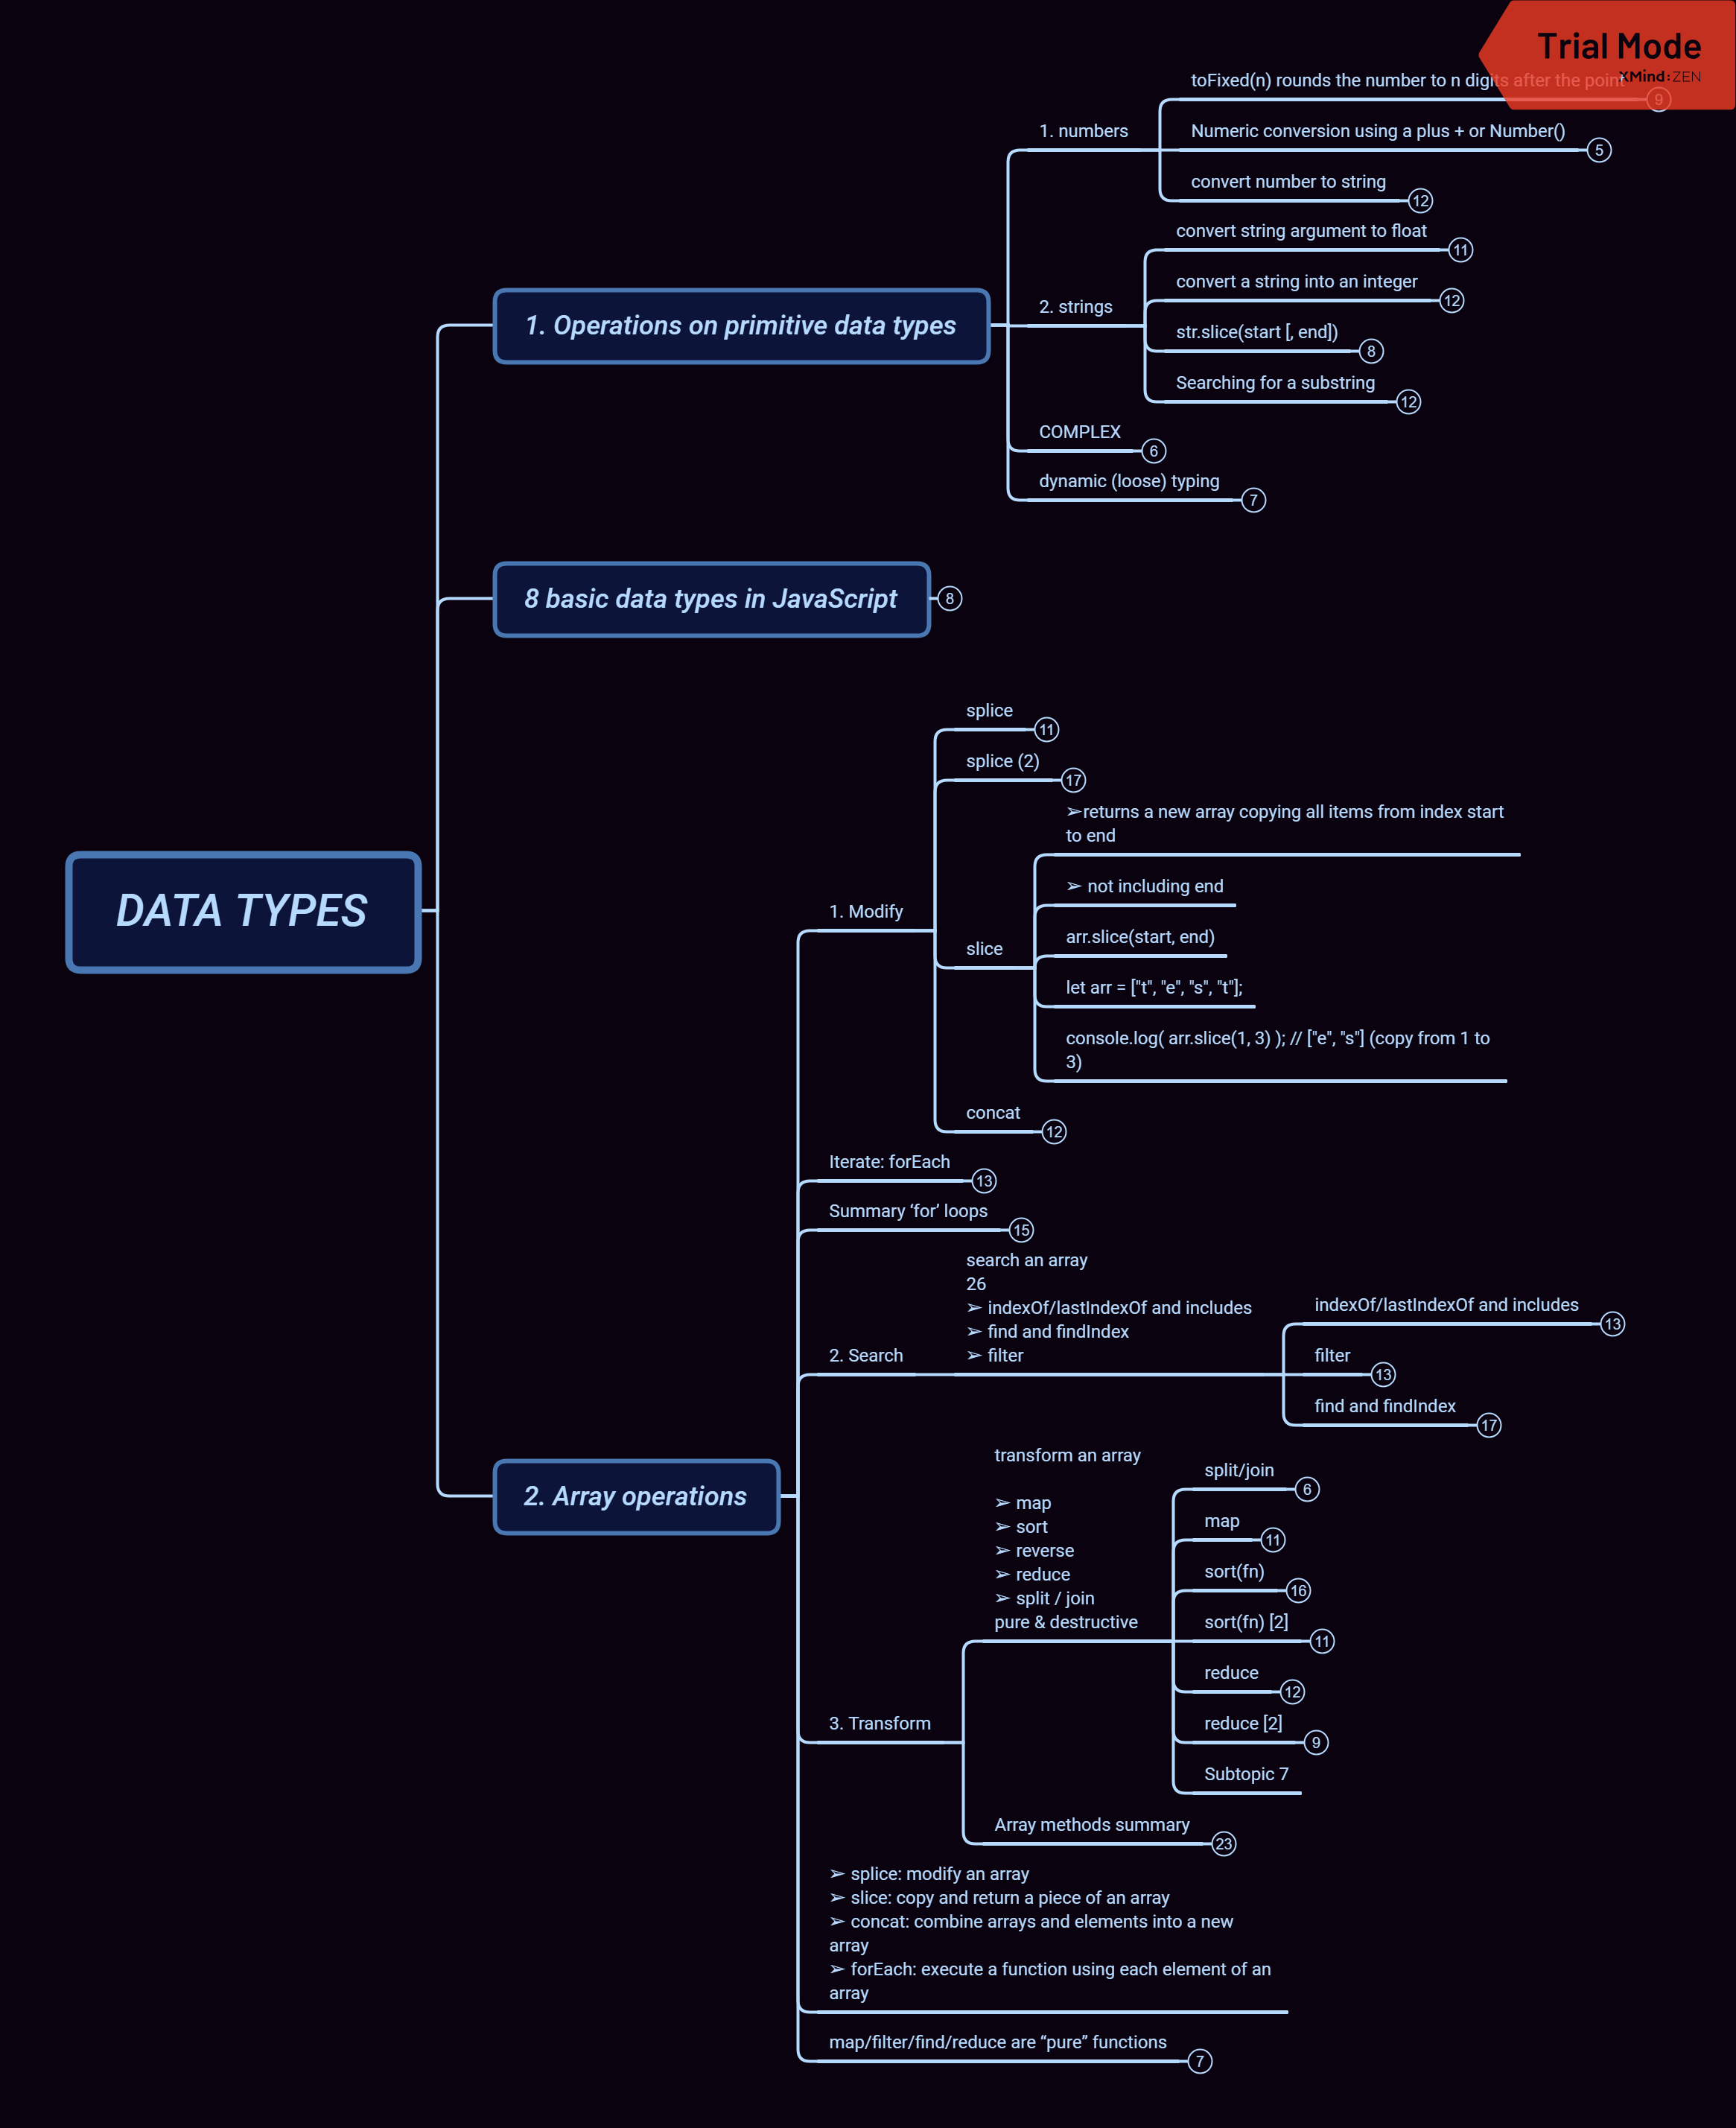 Trial Mode
XMind:ZEN
toFixed(n) rounds the number to n digits after the point
9
1. numbers
Numeric conversion using a plus + or Number()
5
convert number to string
12
convert string argument to float
11
convert a string into an integer
12
2. strings
str.slice(start [, end])
8
1. Operations on primitive data types
Searching for a substring
12
COMPLEX
6
dynamic (loose) typing
7
8 basic data types in JavaScript
8
splice
11
splice (2)
17
➢returns a new array copying all items from index start
to end
➢ not including end
1. Modify
arr.slice(start, end)
slice
let arr = ["t", "e", "s", "t"];
console.log( arr.slice(1, 3) ); // ["e", "s"] (copy from 1 to
3)
DATA TYPES
concat
12
Iterate: forEach
13
Summary ‘for’ loops
15
search an array
26
➢ indexOf/lastIndexOf and includes
➢ find and findIndex
➢ filter
2. Search
indexOf/lastIndexOf and includes
13
filter
13
find and findIndex
17
2. Array operations
transform an array
➢ map
➢ sort
➢ reverse
➢ reduce
➢ split / join
pure & destructive
split/join
6
map
11
sort(fn)
16
sort(fn) [2]
11
reduce
12
reduce [2]
9
Subtopic 7
3. Transform
Array methods summary
23
➢ splice: modify an array
➢ slice: copy and return a piece of an array
➢ concat: combine arrays and elements into a new
array
➢ forEach: execute a function using each element of an
array
map/filter/find/reduce are “pure” functions
7